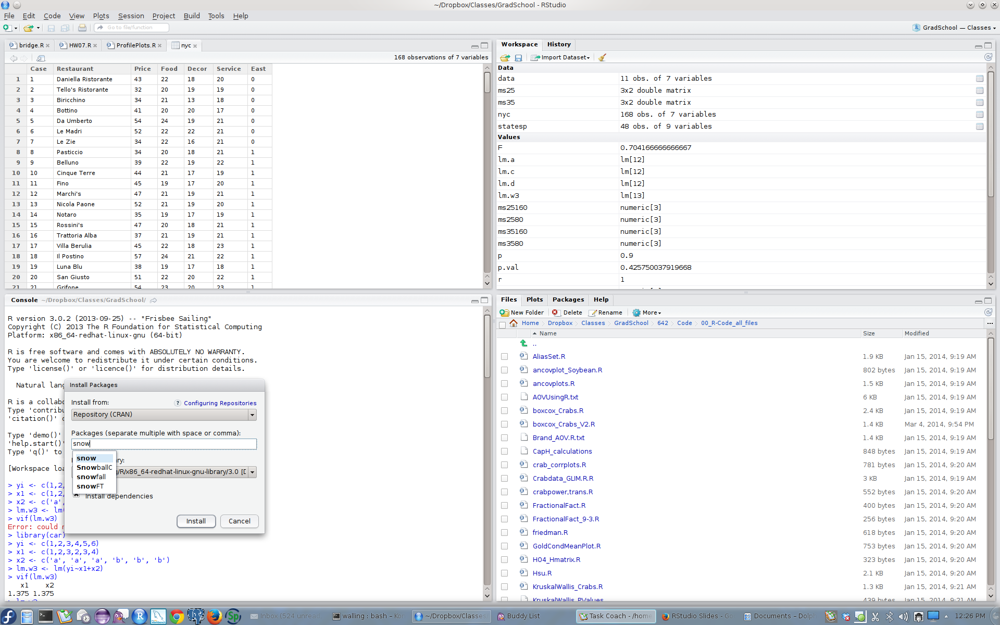 ~/Dropbox/Classes/GradSchool - RStudio
File Edit Code View Plots Session Project Build Tools Help
Go to file/function
GradSchool — Classes
bridge.R HW07.R ProfilePlots.R nyc
168 observations of 7 variables
Case Restaurant Price Food Decor Service East
1 1 Daniella Ristorante 43 22 18 20 0
2 2 Tello's Ristorante 32 20 19 19 0
3 3 Biricchino 34 21 13 18 0
4 4 Bottino 41 20 20 17 0
5 5 Da Umberto 54 24 19 21 0
6 6 Le Madri 52 22 22 21 0
7 7 Le Zie 34 22 16 21 0
8 8 Pasticcio 34 20 18 21 1
9 9 Belluno 39 22 19 22 1
10 10 Cinque Terre 44 21 17 19 1
11 11 Fino 45 19 17 20 1
12 12 Marchi's 47 21 19 21 1
13 13 Nicola Paone 52 21 19 20 1
14 14 Notaro 35 19 17 19 1
15 15 Rossini's 47 20 18 21 1
16 16 Trattoria Alba 37 21 19 21 1
17 17 Villa Berulia 45 22 18 23 1
18 18 Il Postino 57 24 21 22 1
19 19 Luna Blu 38 19 17 18 1
20 20 San Giusto 51 22 20 22 1
21 21 Grifone 54 23 20 23 1
Workspace History
Import Dataset
Data
data 11 obs. of 7 variables
ms25 3x2 double matrix
ms35 3x2 double matrix
nyc 168 obs. of 7 variables
statesp 48 obs. of 9 variables
Values
F 0.704166666666667
lm.a lm[12]
lm.c lm[12]
lm.d lm[12]
lm.w3 lm[13]
ms25160 numeric[3]
ms2580 numeric[3]
ms35160 numeric[3]
ms3580 numeric[3]
p 0.9
p.val 0.425750037919668
r 1
Console ~/Dropbox/Classes/GradSchool/
R version 3.0.2 (2013-09-25) -- "Frisbee Sailing"
Copyright (C) 2013 The R Foundation for Statistical Computing
Platform: x86_64-redhat-linux-gnu (64-bit)
R is free software and comes with ABSOLUTELY NO WARRANTY.
You are welcome to redistribute it under certain conditions.
Type 'license()' or 'licence()' for distribution details.
Natural lang
R is a collab
Type 'contribu
'citation()' o
Type 'demo()'
'help.start()'
Type 'q()' to
[Workspace loa
> yi <- c(1,2,
> x1 <- c(1,2,
> x2 <- c('a',
> lm.w3 <- lm(
> vif(lm.w3)
Error: could n
> library(car)
> yi <- c(1,2,3,4,5,6)
> x1 <- c(1,2,3,2,3,4)
> x2 <- c('a', 'a', 'a', 'b', 'b', 'b')
> lm.w3 <- lm(yi~x1+x2)
> vif(lm.w3)
x1 x2
1.375 1.375
> lm.w3
Install Packages
Install from: ? Configuring Repositories
Repository (CRAN)
Packages (separate multiple with space or comma):
snow
snow
SnowballC
snowfall
snowFT
ry:
/R/x86_64-redhat-linux-gnu-library/3.0 [D
Install dependencies
Install Cancel
Files Plots Packages Help
New Folder Delete Rename More
Home Dropbox Classes GradSchool 642 Code 00_R-Code_all_files ...
Name Size Modified
..
AliasSet.R 1.9 KB Jan 15, 2014, 9:19 AM
ancovplot_Soybean.R 802 bytes Jan 15, 2014, 9:19 AM
ancovplots.R 1.5 KB Jan 15, 2014, 9:19 AM
AOVUsingR.txt 6 KB Jan 15, 2014, 9:19 AM
boxcox_Crabs.R 2.4 KB Jan 15, 2014, 9:19 AM
boxcox_Crabs_V2.R 1.4 KB Mar 4, 2014, 9:54 PM
Brand_AOV.R.txt 1.4 KB Jan 15, 2014, 9:19 AM
CapH_calculations 848 bytes Jan 15, 2014, 9:19 AM
crab_corrplots.R 781 bytes Jan 15, 2014, 9:20 AM
Crabdata_GLIM.R.R 3 KB Jan 15, 2014, 9:19 AM
crabpower,trans.R 552 bytes Jan 15, 2014, 9:20 AM
FractionalFact.R 400 bytes Jan 15, 2014, 9:20 AM
FractionalFact_9-3.R 256 bytes Jan 15, 2014, 9:20 AM
friedman.R 618 bytes Jan 15, 2014, 9:20 AM
GoldCondMeanPlot.R 753 bytes Jan 15, 2014, 9:20 AM
HO4_Hmatrix.R 323 bytes Jan 15, 2014, 9:20 AM
Hsu.R 2.1 KB Jan 15, 2014, 9:20 AM
KruskalWallis_Crabs.R 1.3 KB Jan 15, 2014, 9:21 AM
KruskalWallis_PValues 439 bytes Jan 15, 2014, 9:21 AM
Inbox (524 unread walling : bash – Kor ~/Dropbox/Classes Buddy List Task Coach - /home RStudio Slides - Go Documents – Dolph 12:26 PM